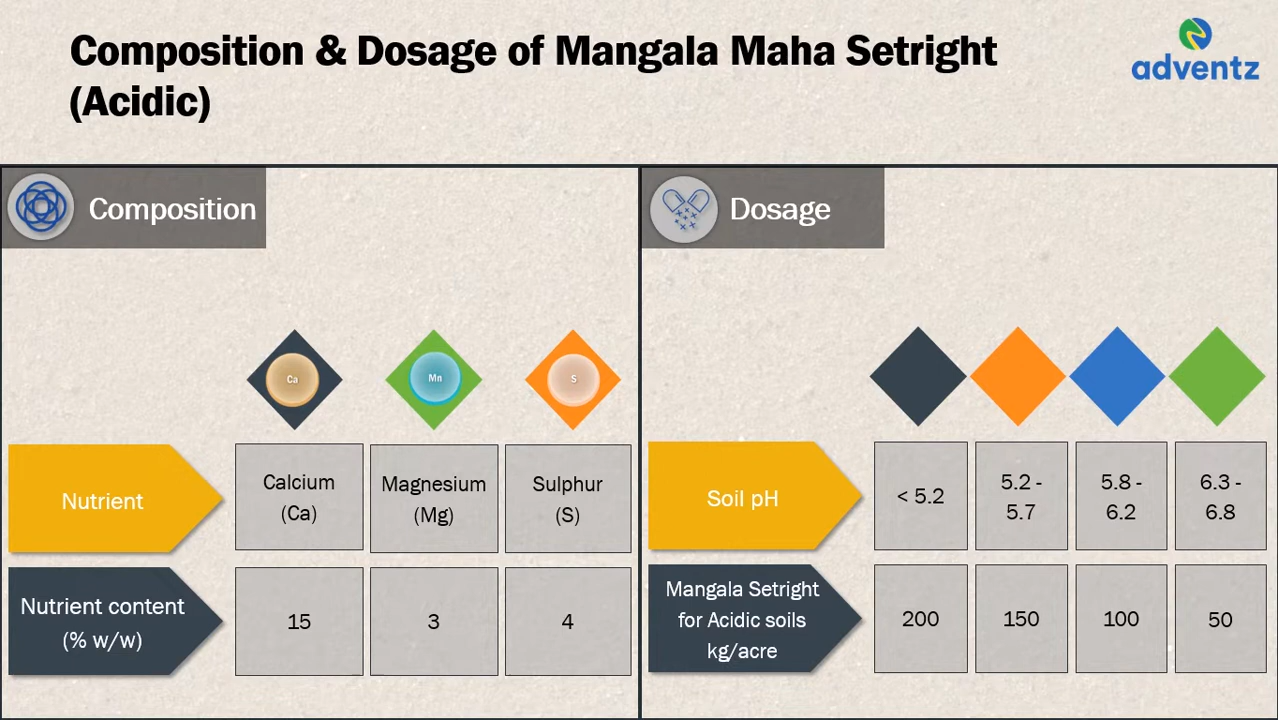 Composition & Dosage of Mangala Maha Setright
(Acidic)
adventz
Composition
Ca
Mn
S
Nutrient
Calcium
(Ca)
Magnesium
(Mg)
Sulphur
(S)
Nutrient content
(% w/w)
15
3
4
Dosage
Soil pH
< 5.2
5.2 -
5.7
5.8 -
6.2
6.3 -
6.8
Mangala Setright
for Acidic soils
kg/acre
200
150
100
50